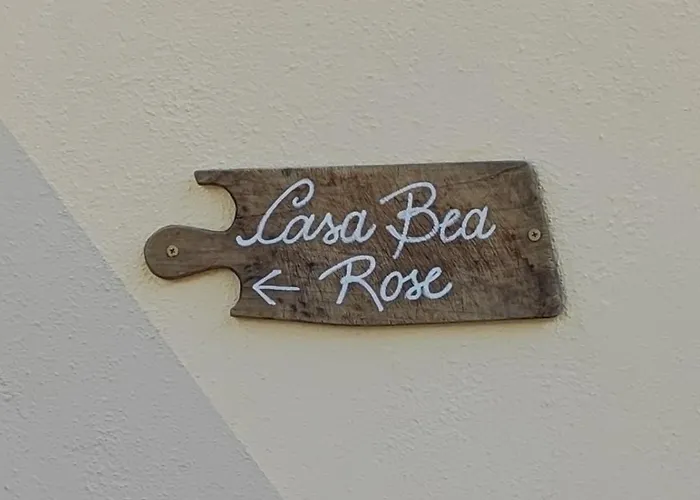 Casa Bea
← Rose